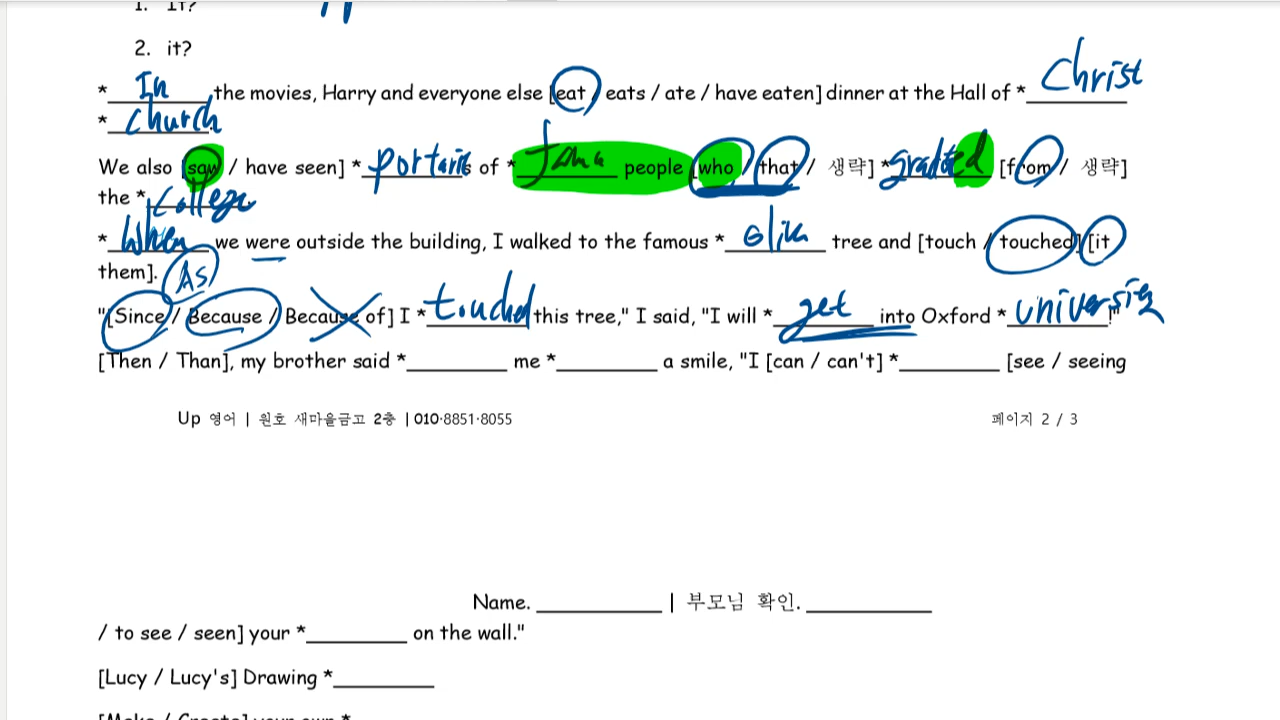 1. IT?
2. it?
* In the movies, Harry and everyone else [eat / eats / ate / have eaten] dinner at the Hall of * Christ
* Church
We also [saw / have seen] * of * people [who / that / 생략] * [from / 생략]
the * College
* When we were outside the building, I walked to the famous * tree and [touch / touched] [it
them]. As
"[Since / Because / Because of] I * touched this tree," I said, "I will * get into Oxford * !"
[Then / Than], my brother said *_________ me *_________ a smile, "I [can / can't] *_________ [see / seeing
Up 영어 | 원호 새마을금고 2층 | 010-8851-8055
페이지 2 / 3
Name. ___________ | 부모님 확인. ___________
/ to see / seen] your *_________ on the wall."
[Lucy / Lucy's] Drawing *_________
[Make / Create] your own *